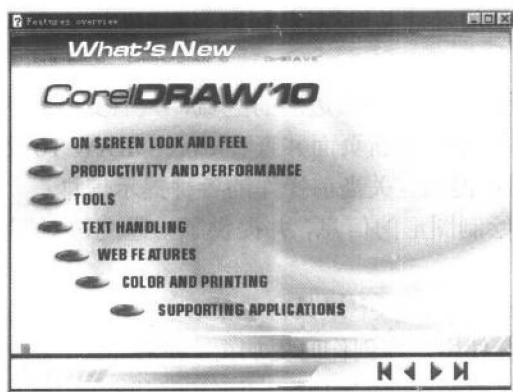 Features overview
What's New
CorelDRAW 10
ON SCREEN LOOK AND FEEL
PRODUCTIVITY AND PERFORMANCE
TOOLS
TEXT HANDLING
WEB FEATURES
COLOR AND PRINTING
SUPPORTING APPLICATIONS